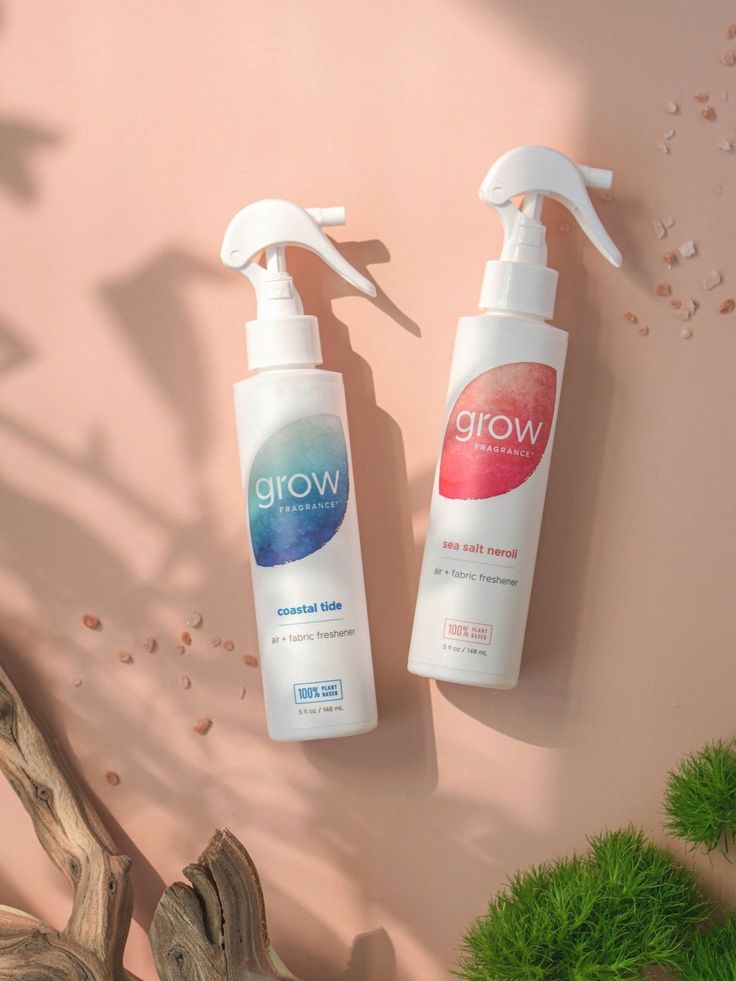 grow
FRAGRANCE
coastal tide
air + fabric freshener
100% PLANT
BASED
5 fl oz / 148 mL
grow
FRAGRANCE
sea salt neroli
air + fabric freshener
100% PLANT
BASED
5 fl oz / 148 mL